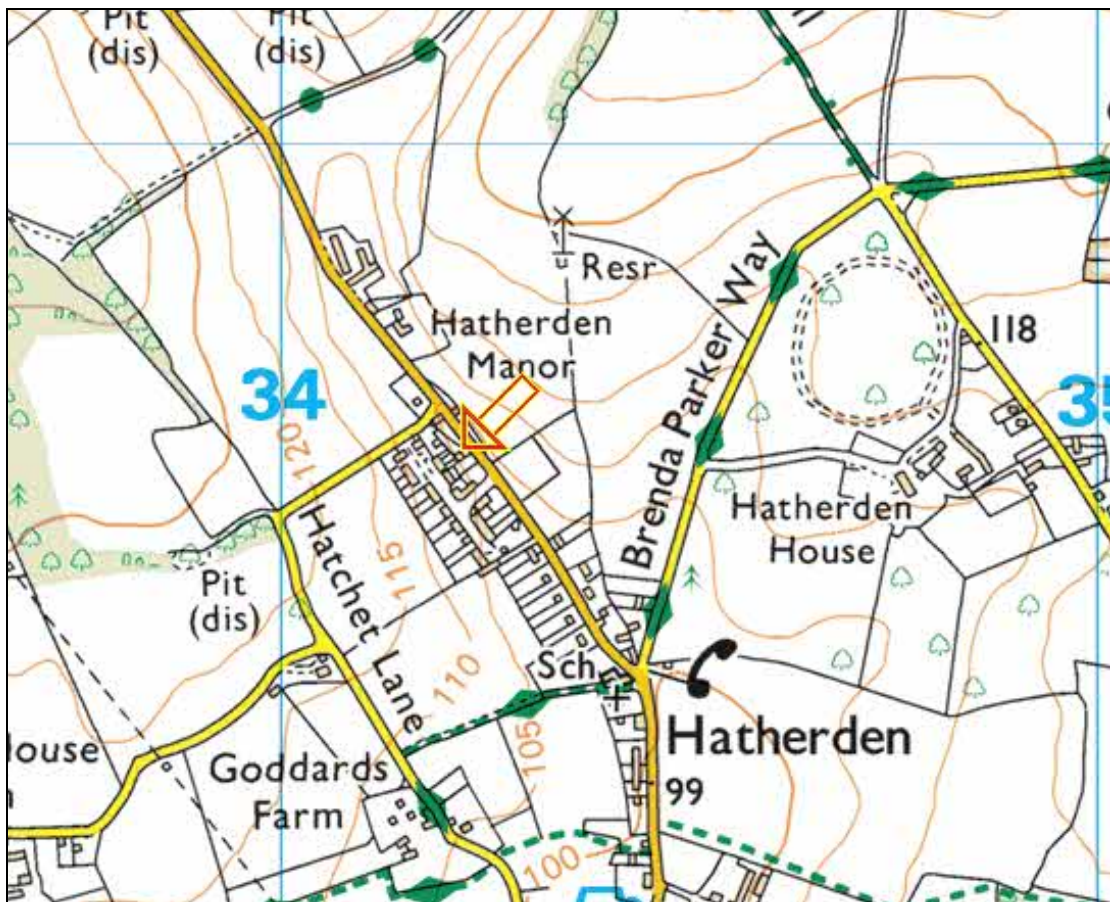 Pit
(dis)
Pit
(dis)
Resr
Hatherden
Manor
Brenda Parker Way
118
34
35
120
Hatherden
House
Hatchet Lane
115
Pit
(dis)
110
Sch
Hatherden
99
105
Goddards
Farm
100